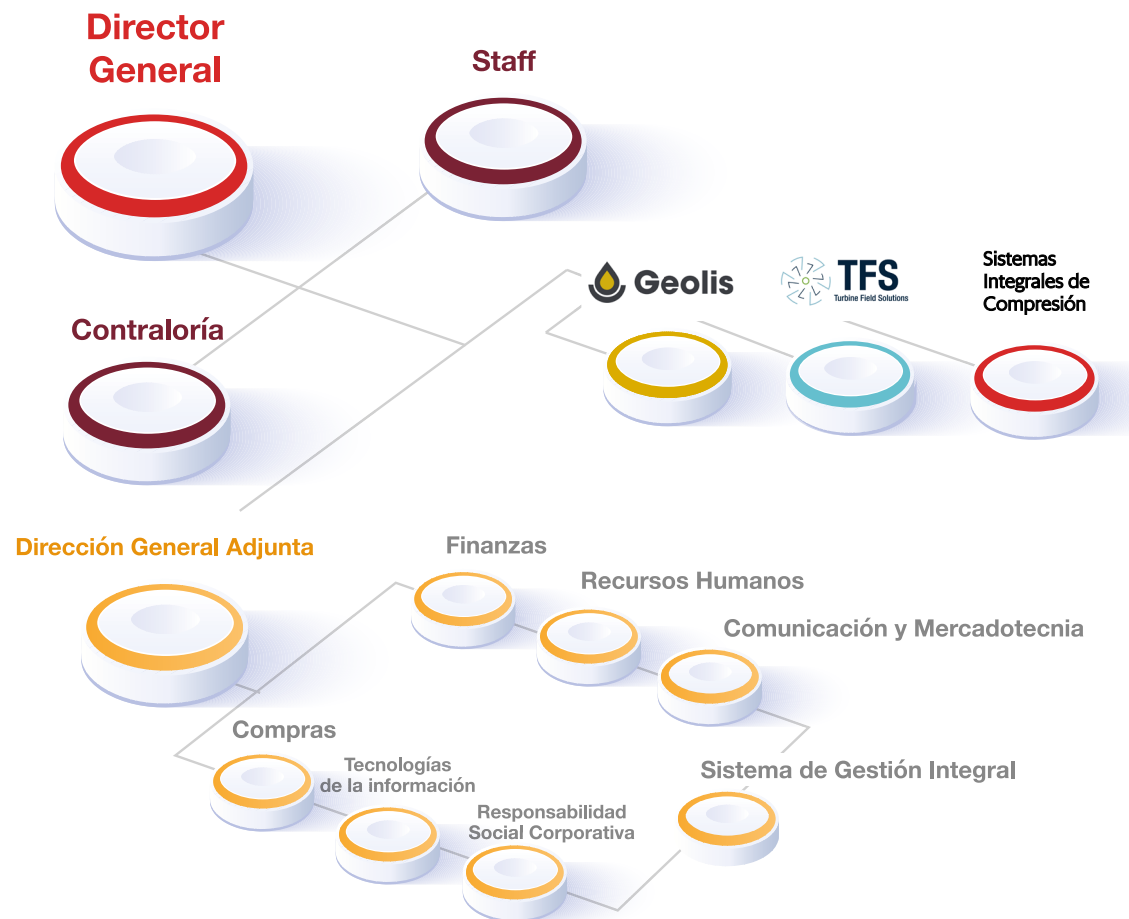 Director
General
Staff
Geolis
TFS
Turbine Field Solutions
Sistemas
Integrales de
Compresión
Contraloría
Dirección General Adjunta
Finanzas
Recursos Humanos
Comunicación y Mercadotecnia
Compras
Tecnologías
de la información
Responsabilidad
Social Corporativa
Sistema de Gestión Integral